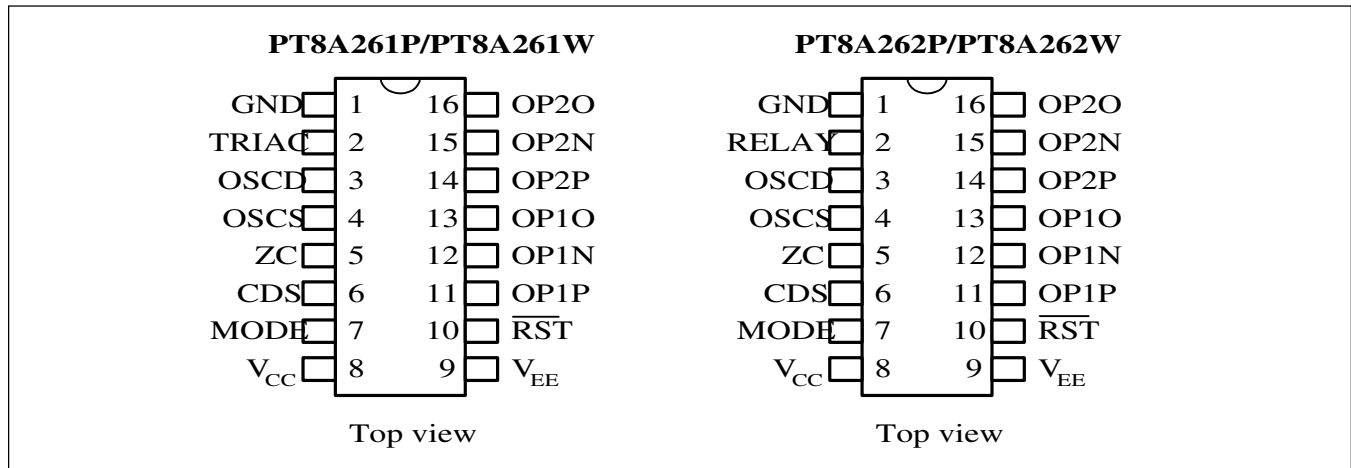 PT8A261P/PT8A261W
GND 1 16 OP2O
TRIAC 2 15 OP2N
OSCD 3 14 OP2P
OSCS 4 13 OP1O
ZC 5 12 OP1N
CDS 6 11 OP1P
MODE 7 10 RST
VCC 8 9 VEE
Top view
PT8A262P/PT8A262W
GND 1 16 OP2O
RELAY 2 15 OP2N
OSCD 3 14 OP2P
OSCS 4 13 OP1O
ZC 5 12 OP1N
CDS 6 11 OP1P
MODE 7 10 RST
VCC 8 9 VEE
Top view